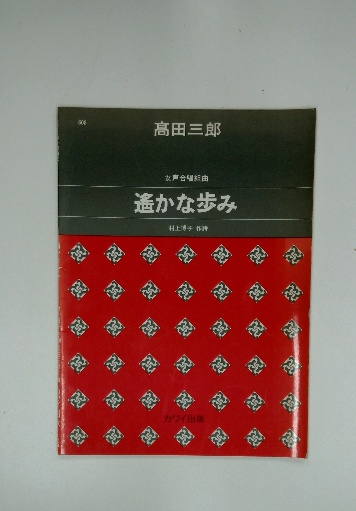 髙田三郎
女声合唱組曲
遙かな歩み
村上博子 作詩
カワイ出版